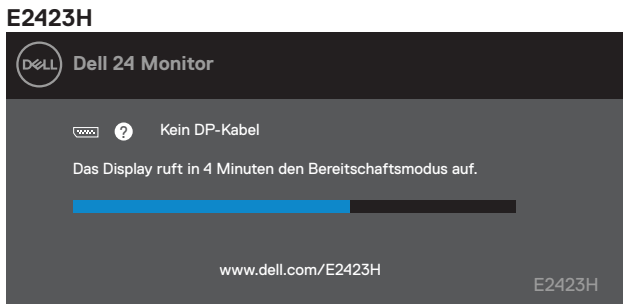 E2423H
DELL Dell 24 Monitor
? Kein DP-Kabel
Das Display ruft in 4 Minuten den Bereitschaftsmodus auf.
www.dell.com/E2423H
E2423H